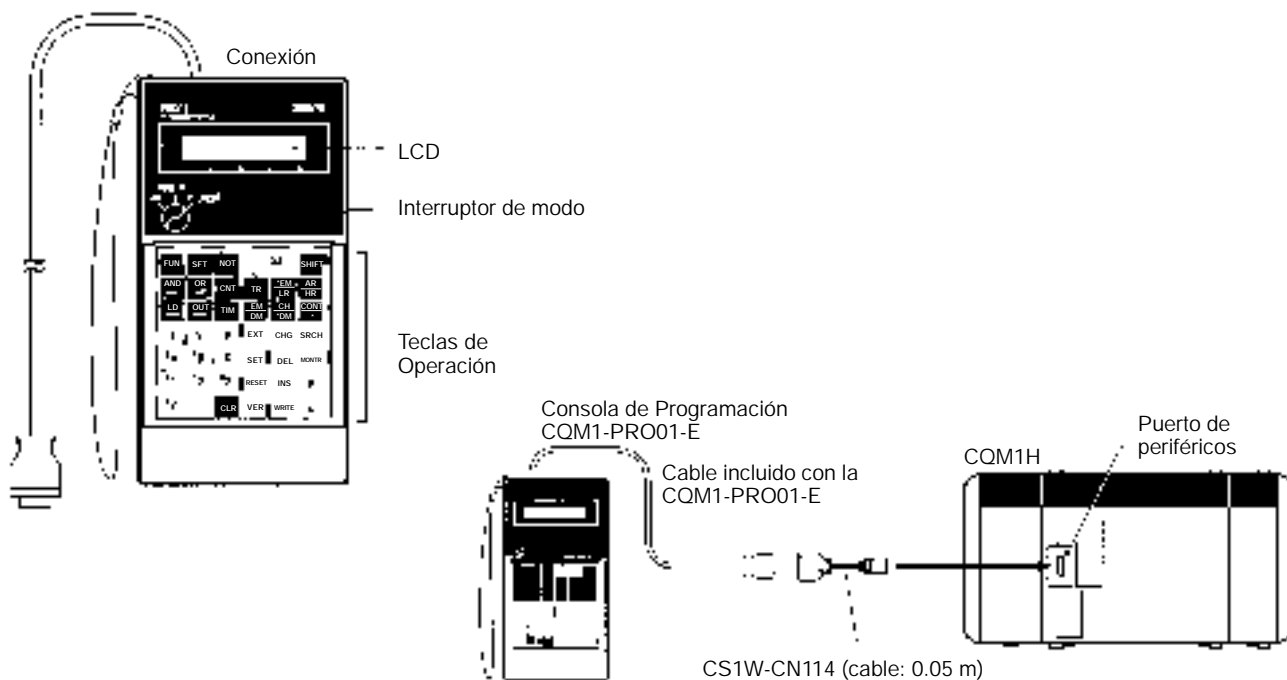 Conexión
LCD
Interruptor de modo
FUN SFT NOT SHIFT
AND OR CNT TR *EM LR AR HR
LD OUT TIM EM DM CH *DM CONT
EXT CHG SRCH
SET DEL MONTR
RESET INS
CLR VER WRITE
Teclas de
Operación
Consola de Programación
CQM1-PRO01-E
Cable incluido con la
CQM1-PRO01-E
CQM1H
Puerto de
periféricos
CS1W-CN114 (cable: 0.05 m)